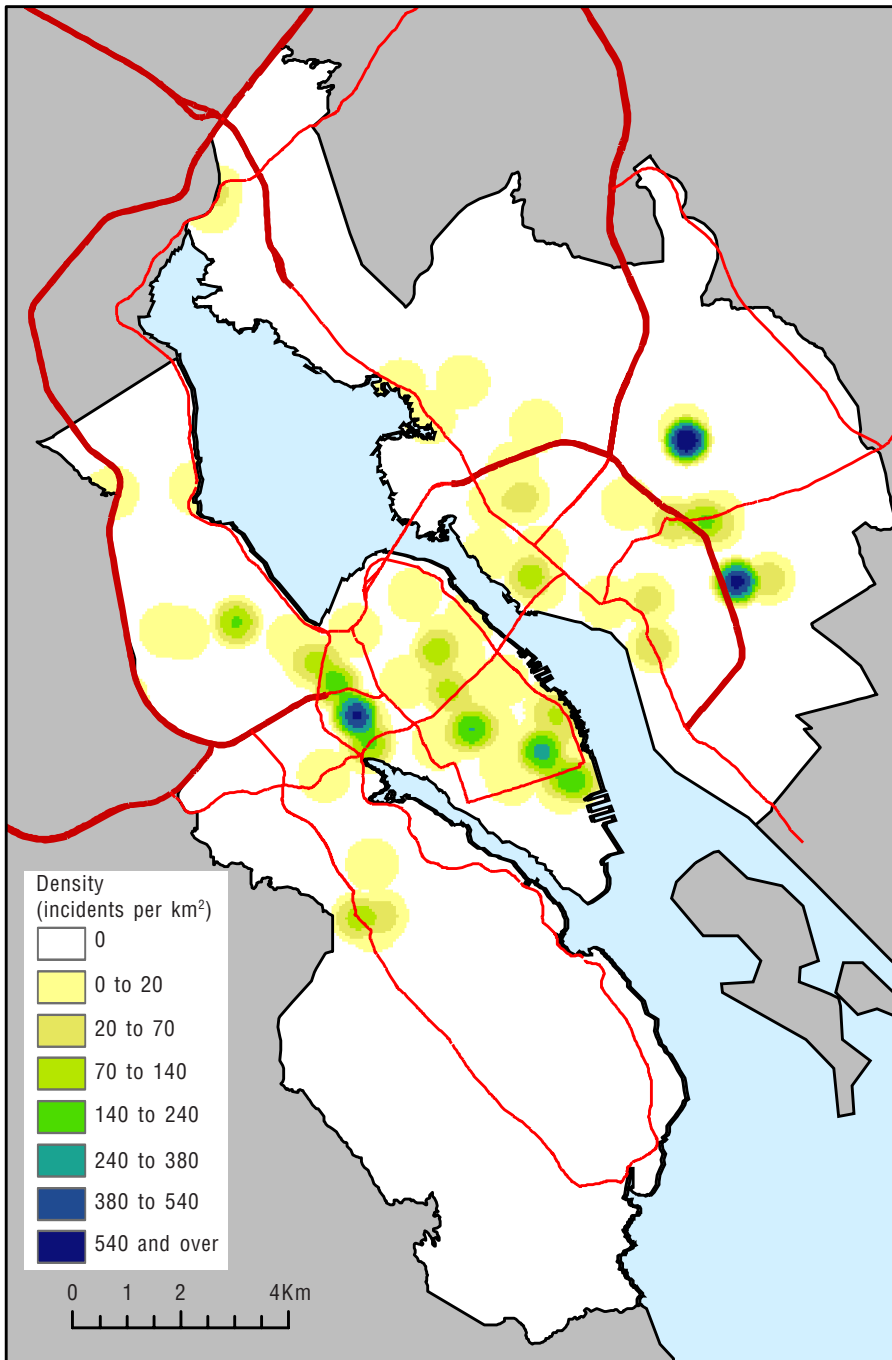 Density
(incidents per km²)
0
0 to 20
20 to 70
70 to 140
140 to 240
240 to 380
380 to 540
540 and over
0 1 2 4Km